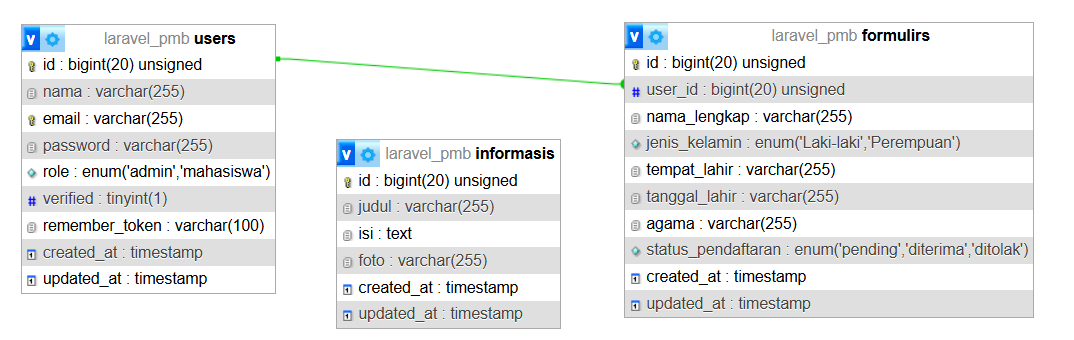 laravel_pmb users
id : bigint(20) unsigned
nama : varchar(255)
email : varchar(255)
password : varchar(255)
role : enum('admin','mahasiswa')
verified : tinyint(1)
remember_token : varchar(100)
created_at : timestamp
updated_at : timestamp
laravel_pmb informasis
id : bigint(20) unsigned
judul : varchar(255)
isi : text
foto : varchar(255)
created_at : timestamp
updated_at : timestamp
laravel_pmb formulirs
id : bigint(20) unsigned
user_id : bigint(20) unsigned
nama_lengkap : varchar(255)
jenis_kelamin : enum('Laki-laki','Perempuan')
tempat_lahir : varchar(255)
tanggal_lahir : varchar(255)
agama : varchar(255)
status_pendaftaran : enum('pending','diterima','ditolak')
created_at : timestamp
updated_at : timestamp